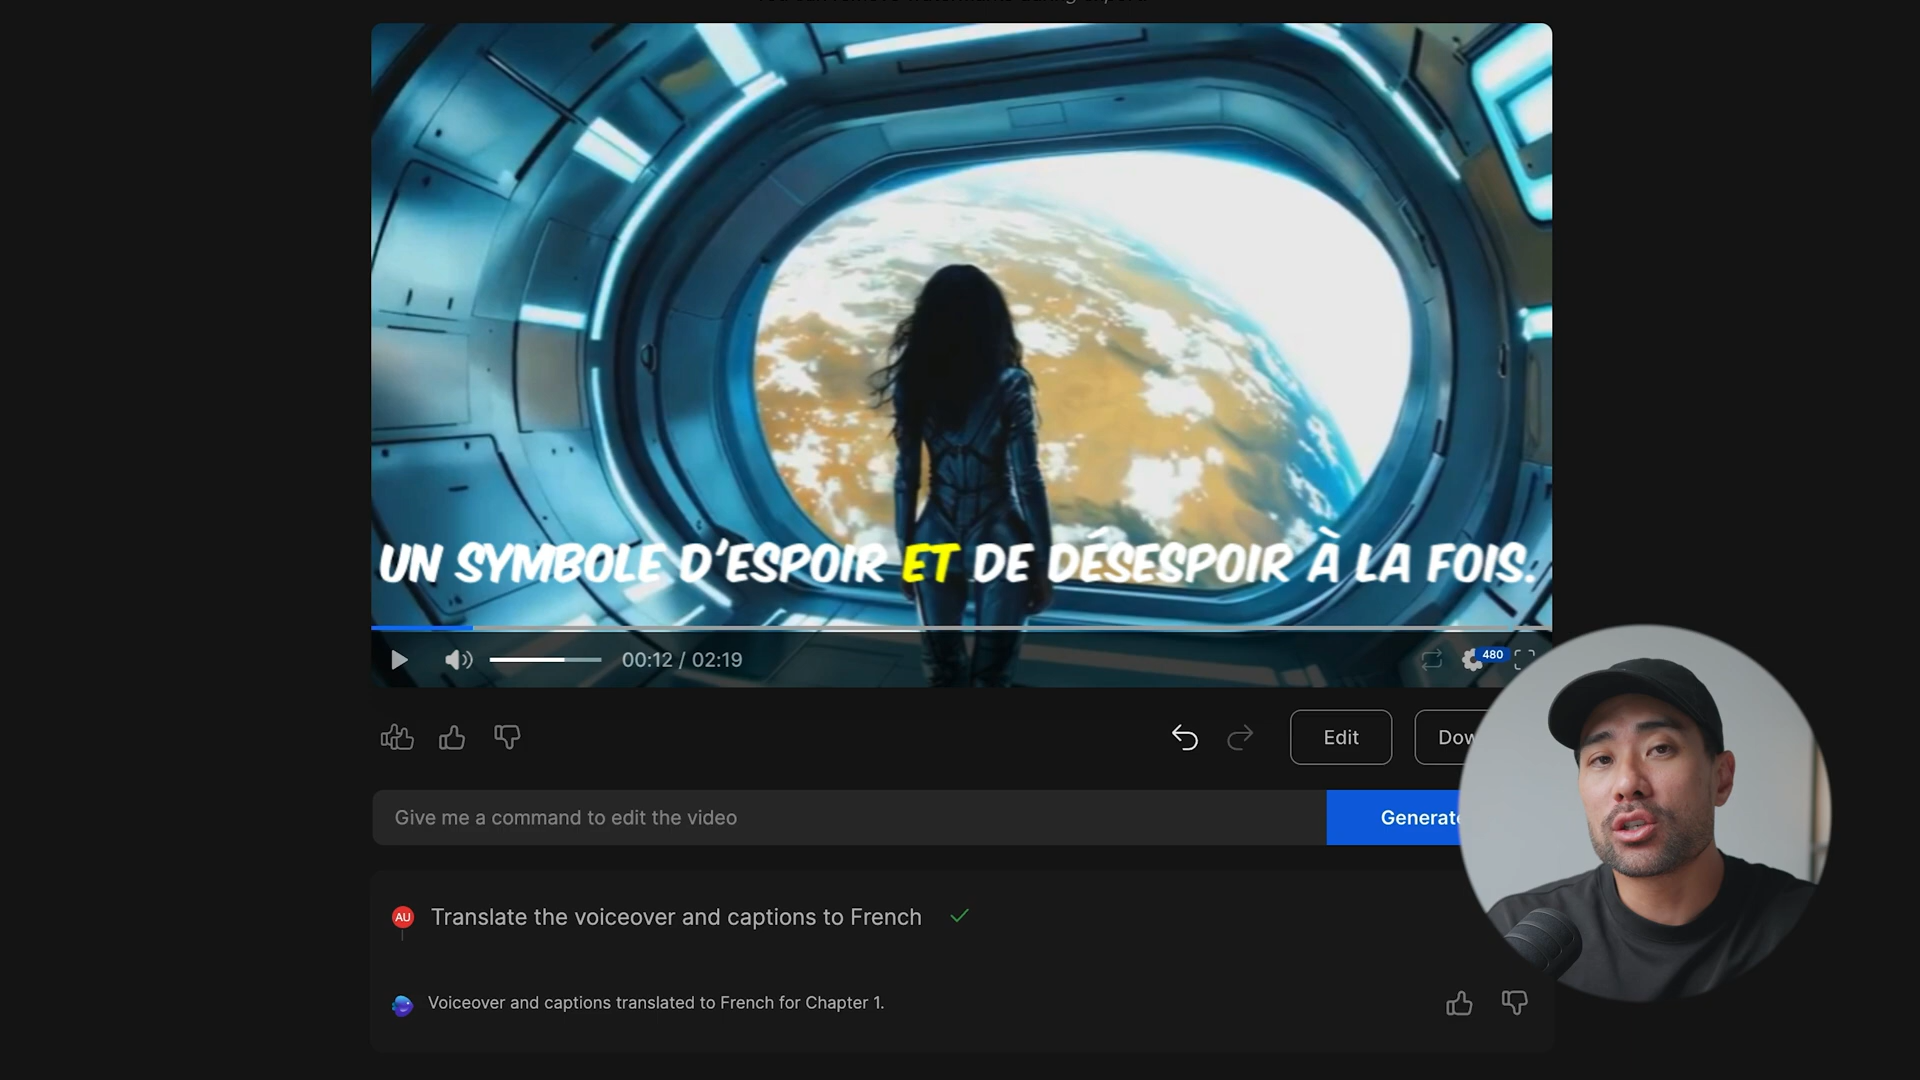 UN SYMBOLE D'ESPOIR ET DE DÉSESPOIR À LA FOIS.
00:12 / 02:19
480
Edit
Dow
Give me a command to edit the video
Generate
AU
Translate the voiceover and captions to French
Voiceover and captions translated to French for Chapter 1.